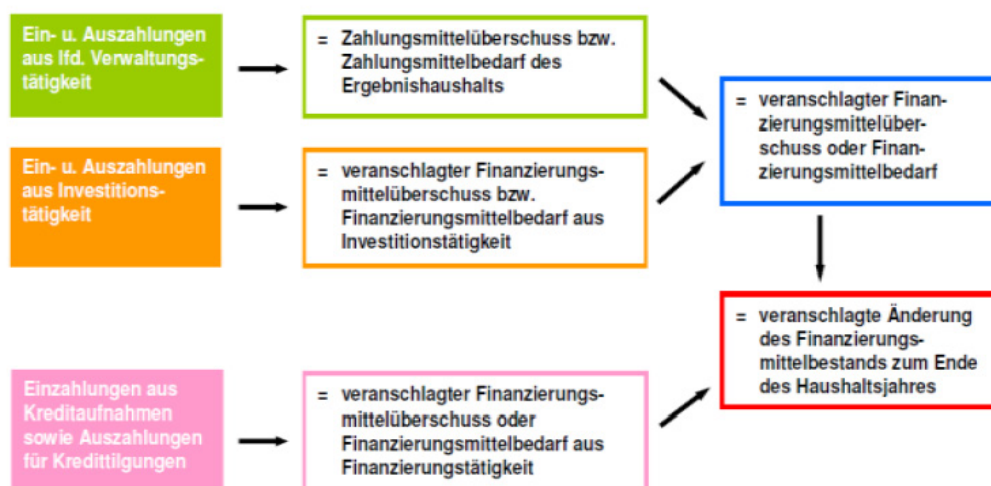 Ein- u. Auszahlungen
aus lfd. Verwaltungs-
tätigkeit
= Zahlungsmittelüberschuss bzw.
Zahlungsmittelbedarf des
Ergebnishaushalts
Ein- u. Auszahlungen
aus Investitions-
tätigkeit
= veranschlagter Finanzierungs-
mittelüberschuss bzw.
Finanzierungsmittelbedarf aus
Investitionstätigkeit
= veranschlagter Finan-
zierungsmittelüber-
schuss oder Finan-
zierungsmittelbedarf
Einzahlungen aus
Kreditaufnahmen
sowie Auszahlungen
für Kredittilgungen
= veranschlagter Finanzierungs-
mittelüberschuss oder
Finanzierungsmittelbedarf aus
Finanzierungstätigkeit
= veranschlagte Änderung
des Finanzierungs-
mittelbestands zum Ende
des Haushaltsjahres